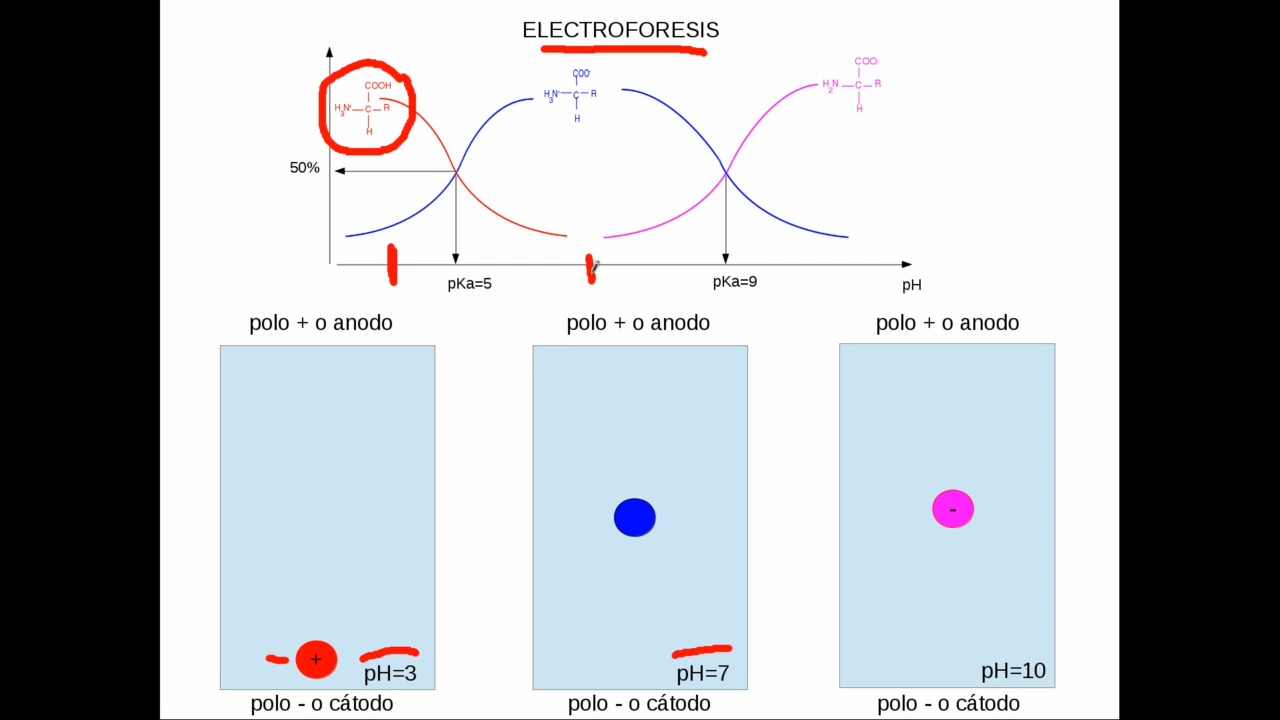 ELECTROFORESIS
COOH
H3N+ — C — R
H
COO-
H3N+ — C — R
H
COO
H2N — C — R
H
50%
pKa=5
pKa=9
pH
polo + o anodo
polo + o anodo
polo + o anodo
+
pH=3
pH=7
-
pH=10
polo - o cátodo
polo - o cátodo
polo - o cátodo